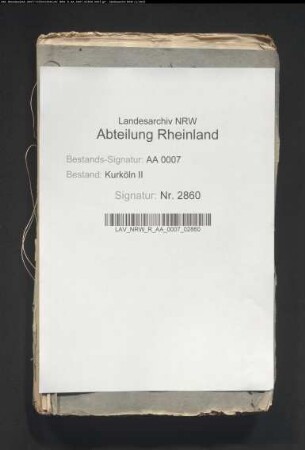 Landesarchiv NRW
Abteilung Rheinland
Bestands-Signatur: AA 0007
Bestand: Kurköln II
Signatur: Nr. 2860
LAV_NRW_R_AA_0007_02860